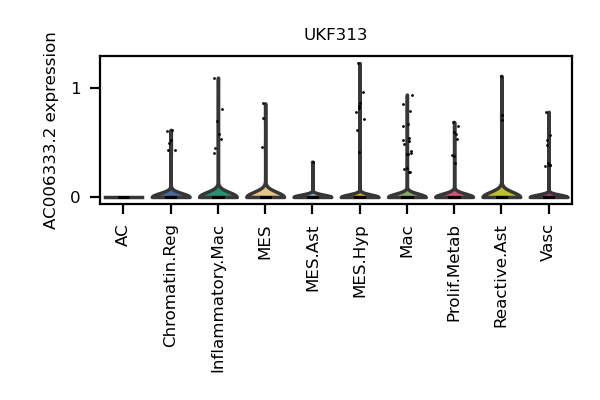 UKF313
AC006333.2 expression
1
0
AC
Chromatin.Reg
Inflammatory.Mac
MES
MES.Ast
MES.Hyp
Mac
Prolif.Metab
Reactive.Ast
Vasc